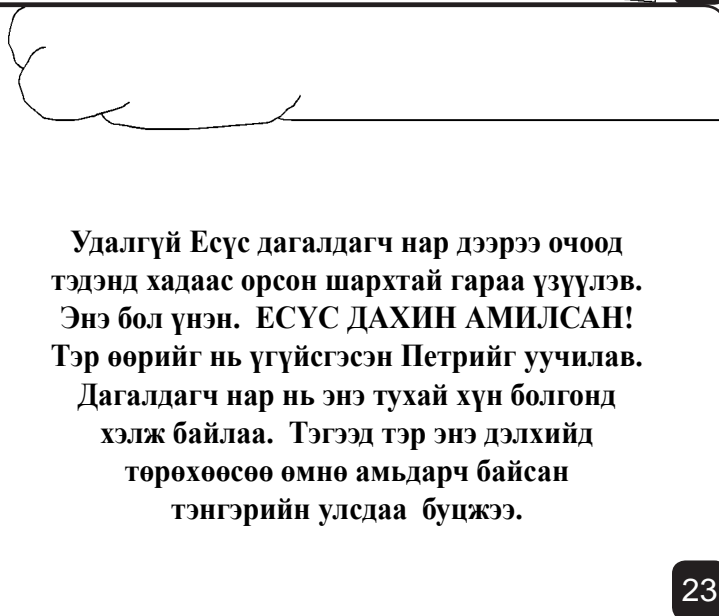 Удалгүй Есүс дагалдагч нар дээрээ очоод
тэдэнд хадаас орсон шархтай гараа үзүүлэв.
Энэ бол үнэн. ЕСҮС ДАХИН АМИЛСАН!
Тэр өөрийг нь үгүйсгэсэн Петрийг уучилав.
Дагалдагч нар нь энэ тухай хүн болгонд
хэлж байлаа. Тэгээд тэр энэ дэлхийд
төрөхөөсөө өмнө амьдарч байсан
тэнгэрийн улсдаа буцжээ.
23